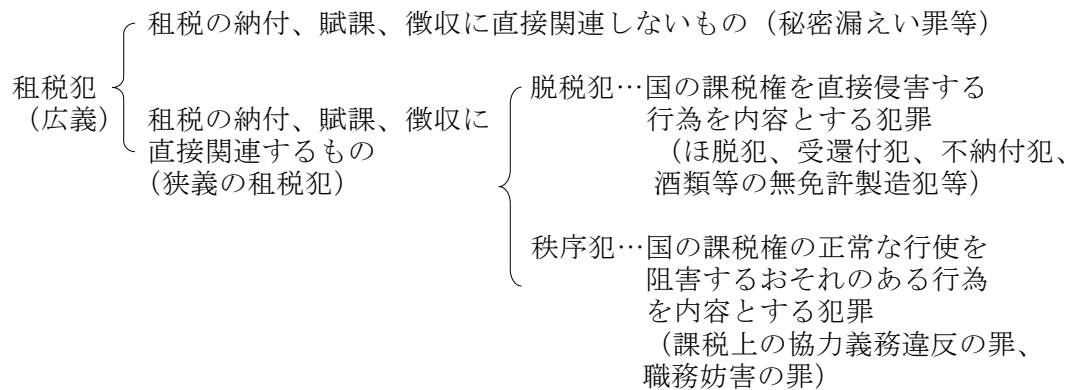 租税の納付、賦課、徴収に直接関連しないもの（秘密漏えい罪等）
租税犯
（広義）
租税の納付、賦課、徴収に
直接関連するもの
（狭義の租税犯）
脱税犯…国の課税権を直接侵害する
行為を内容とする犯罪
（ほ脱犯、受還付犯、不納付犯、
酒類等の無免許製造犯等）
秩序犯…国の課税権の正常な行使を
阻害するおそれのある行為
を内容とする犯罪
（課税上の協力義務違反の罪、
職務妨害の罪）